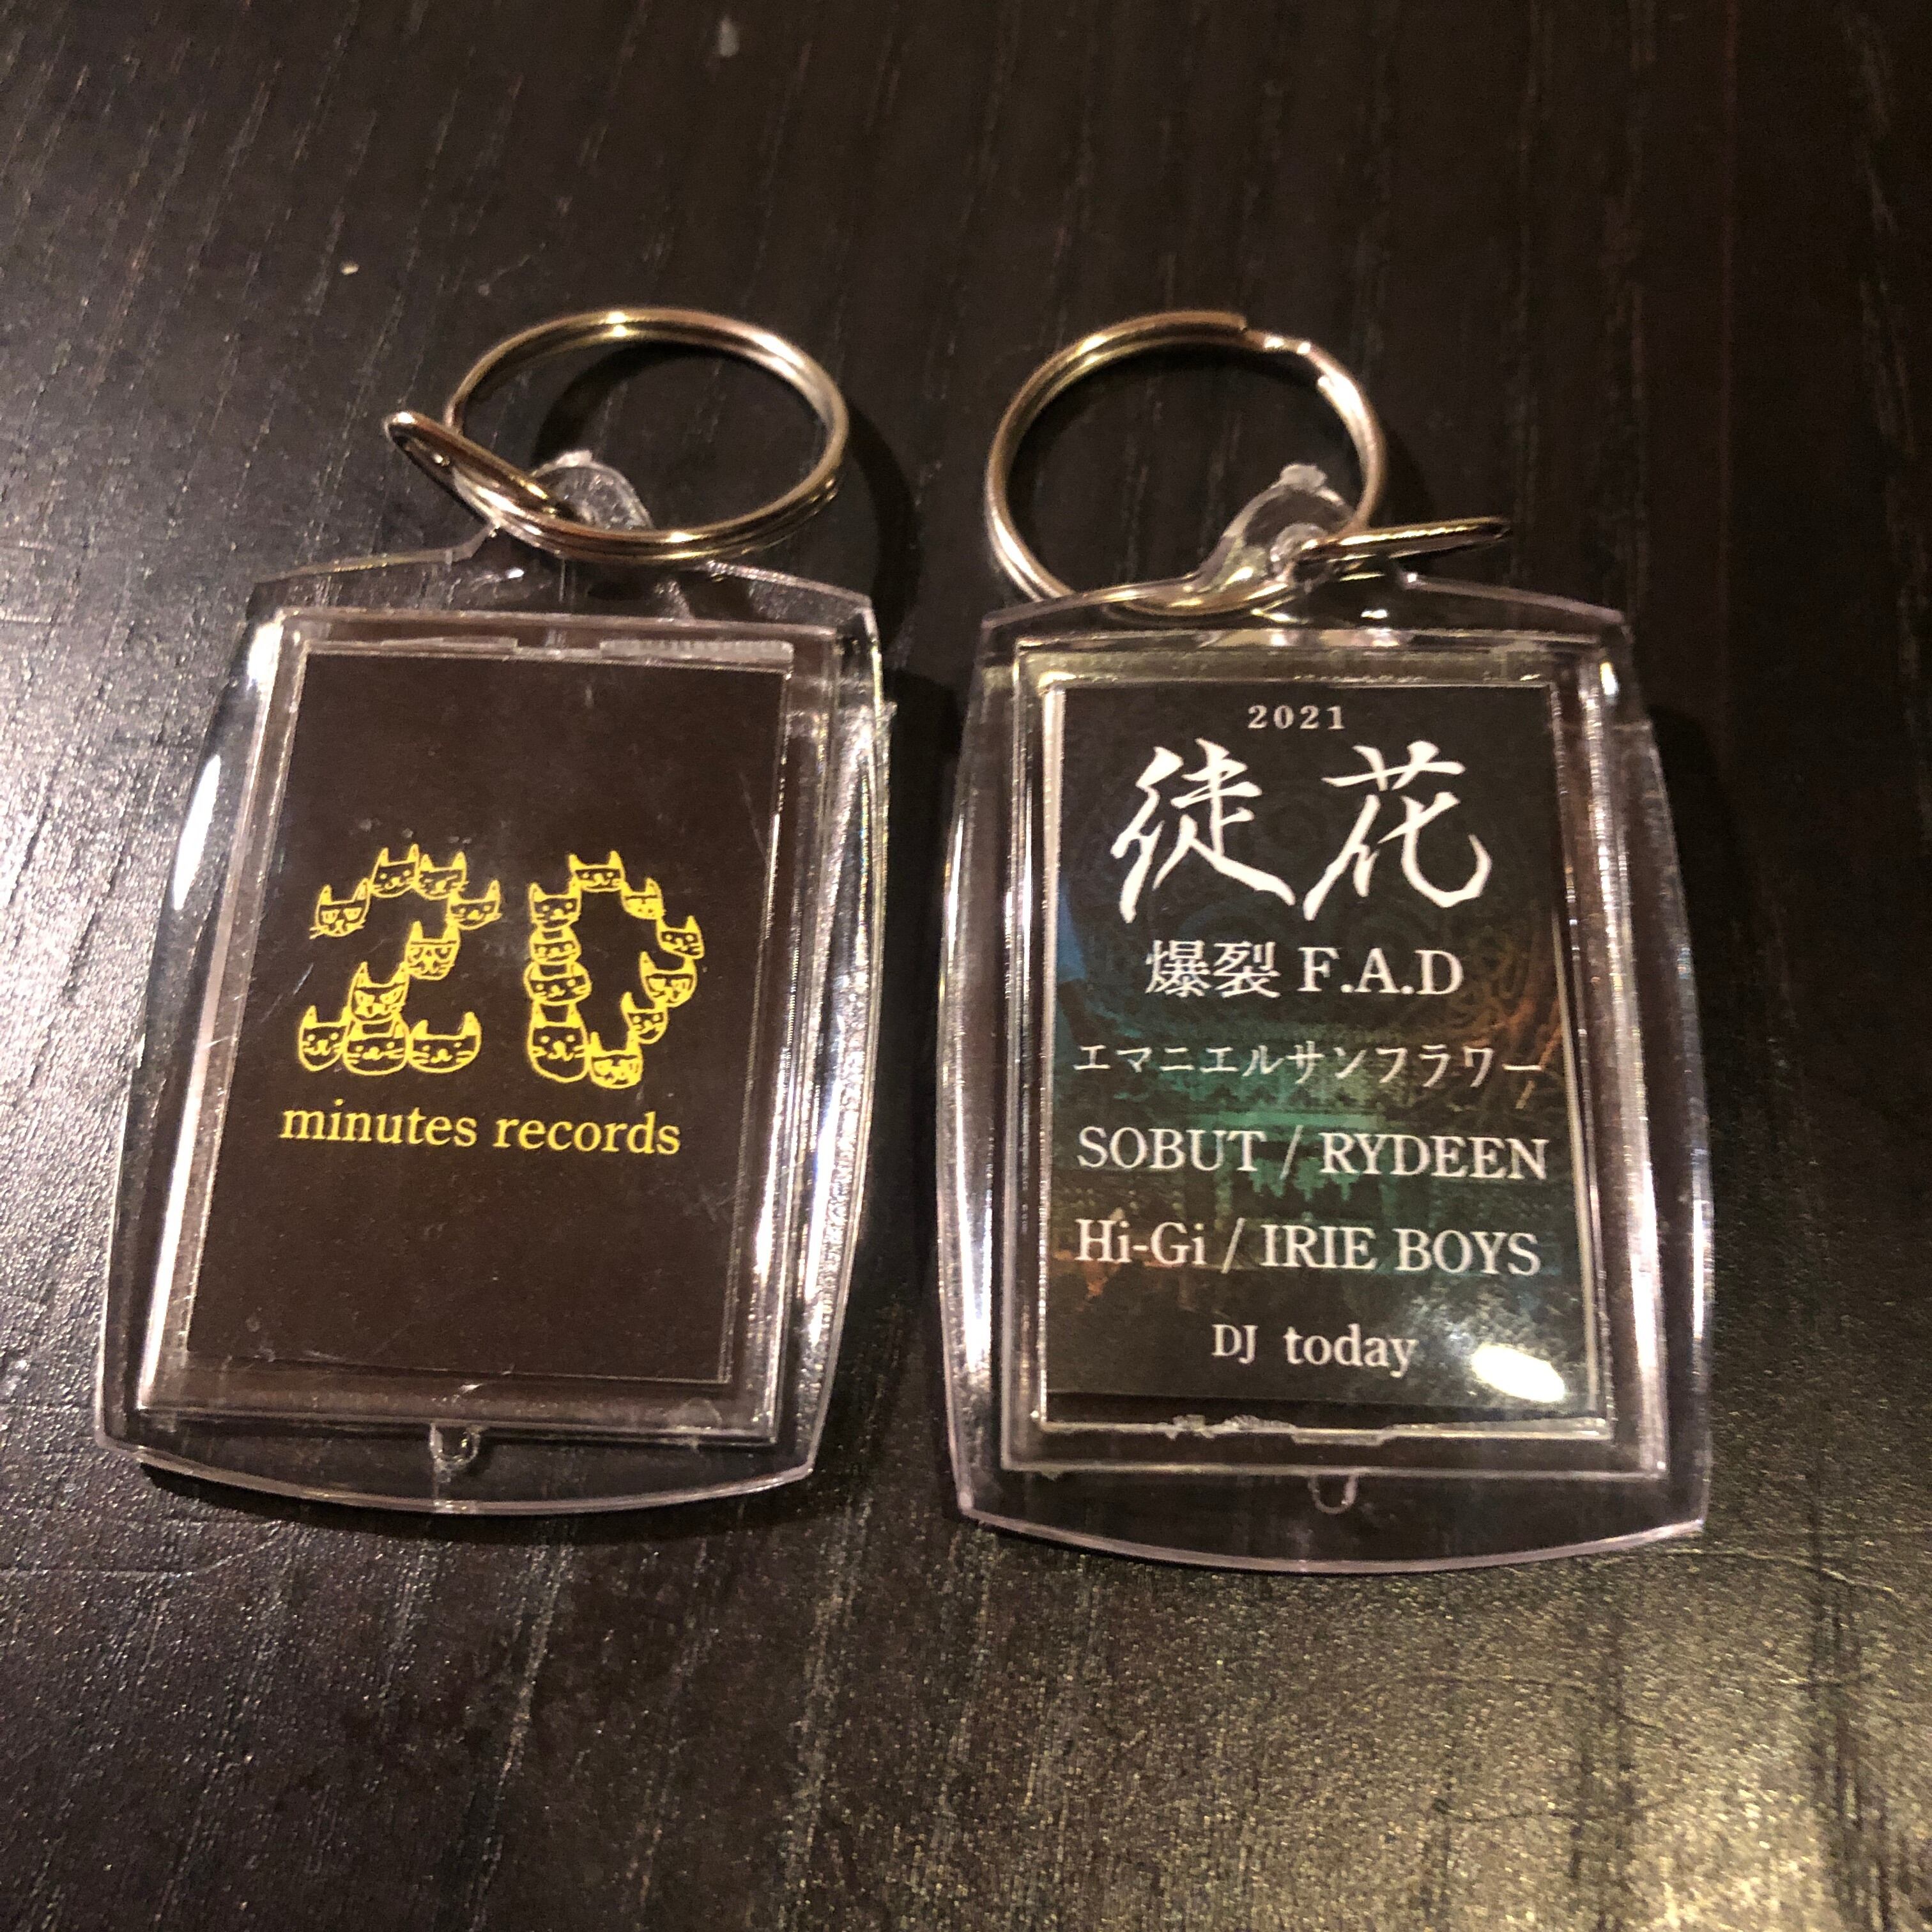 20
minutes records
2021
徒花
爆裂 F.A.D
エマニエルサンフラワー
SOBUT / RYDEEN
Hi-Gi / IRIE BOYS
DJ today